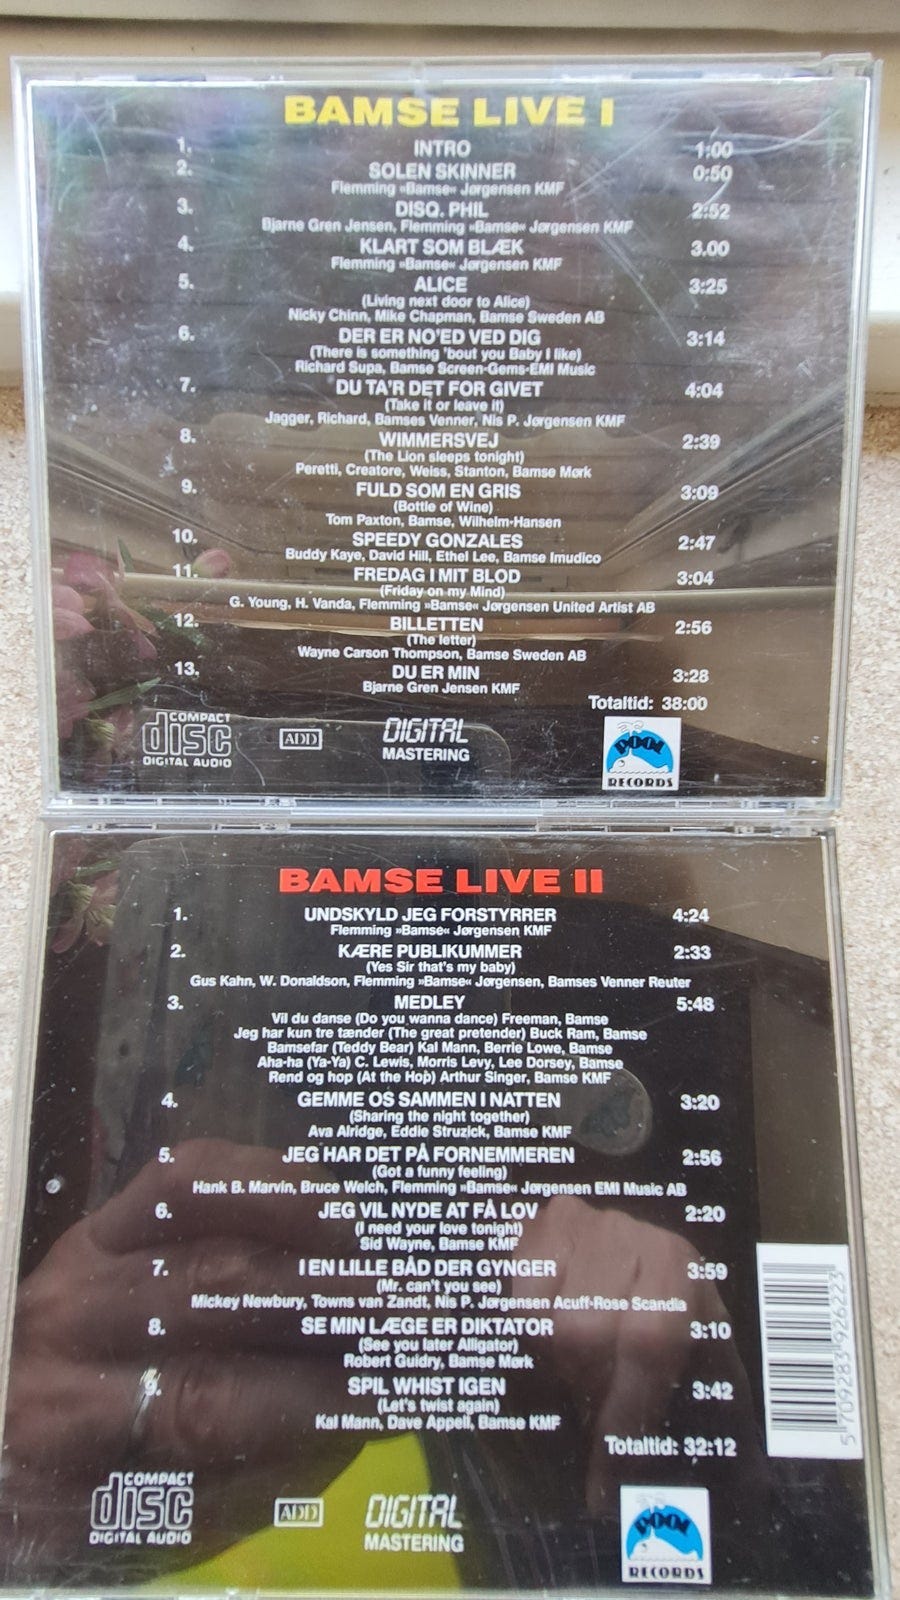 BAMSE LIVE I
1. INTRO 1:00
2. SOLEN SKINNER 0:50
Flemming »Bamse« Jørgensen KMF
3. DISQ. PHIL 2:52
Bjarne Gren Jensen, Flemming »Bamse« Jørgensen KMF
4. KLART SOM BLÆK 3.00
Flemming »Bamse« Jørgensen KMF
5. ALICE 3:25
(Living next door to Alice)
Nicky Chinn, Mike Chapman, Bamse Sweden AB
6. DER ER NO'ED VED DIG 3:14
(There is something 'bout you Baby I like)
Richard Supa, Bamse Screen-Gems-EMI Music
7. DU TA'R DET FOR GIVET 4:04
(Take it or leave it)
Jagger, Richard, Bamses Venner, Nis P. Jørgensen KMF
8. WIMMERSVEJ 2:39
(The Lion sleeps tonight)
Peretti, Creatore, Weiss, Stanton, Bamse Mørk
9. FULD SOM EN GRIS 3:09
(Bottle of Wine)
Tom Paxton, Bamse, Wilhelm-Hansen
10. SPEEDY GONZALES 2:47
Buddy Kaye, David Hill, Ethel Lee, Bamse Imudico
11. FREDAG I MIT BLOD 3:04
(Friday on my Mind)
G. Young, H. Vanda, Flemming »Bamse« Jørgensen United Artist AB
12. BILLETTEN 2:56
(The letter)
Wayne Carson Thompson, Bamse Sweden AB
13. DU ER MIN 3:28
Bjarne Gren Jensen KMF
Totaltid: 38:00
COMPACT
disc
DIGITAL AUDIO
ADD
DIGITAL
MASTERING
POOL
RECORDS
BAMSE LIVE II
1. UNDSKYLD JEG FORSTYRRER 4:24
Flemming »Bamse« Jørgensen KMF
2. KÆRE PUBLIKUMMER 2:33
(Yes Sir that's my baby)
Gus Kahn, W. Donaldson, Flemming »Bamse« Jørgensen, Bamses Venner Reuter
3. MEDLEY 5:48
Vil du danse (Do you wanna dance) Freeman, Bamse
Jeg har kun tre tænder (The great pretender) Buck Ram, Bamse
Bamsefar (Teddy Bear) Kal Mann, Berrie Lowe, Bamse
Aha-ha (Ya-Ya) C. Lewis, Morris Levy, Lee Dorsey, Bamse
Rend og hop (At the Hop) Arthur Singer, Bamse KMF
4. GEMME OS SAMMEN I NATTEN 3:20
(Sharing the night together)
Ava Alridge, Eddie Struzick, Bamse KMF
5. JEG HAR DET PÅ FORNEMMEREN 2:56
(Got a funny feeling)
Hank B. Marvin, Bruce Welch, Flemming »Bamse« Jørgensen EMI Music AB
6. JEG VIL NYDE AT FÅ LOV 2:20
(I need your love tonight)
Sid Wayne, Bamse KMF
7. I EN LILLE BÅD DER GYNGER 3:59
(Mr. can't you see)
Mickey Newbury, Towns van Zandt, Nis P. Jørgensen Acuff-Rose Scandia
8. SE MIN LÆGE ER DIKTATOR 3:10
(See you later Alligator)
Robert Guidry, Bamse Mørk
9. SPIL WHIST IGEN 3:42
(Let's twist again)
Kal Mann, Dave Appell, Bamse KMF
Totaltid: 32:12
5 709283 926223
COMPACT
disc
DIGITAL AUDIO
ADD
DIGITAL
MASTERING
POOL
RECORDS